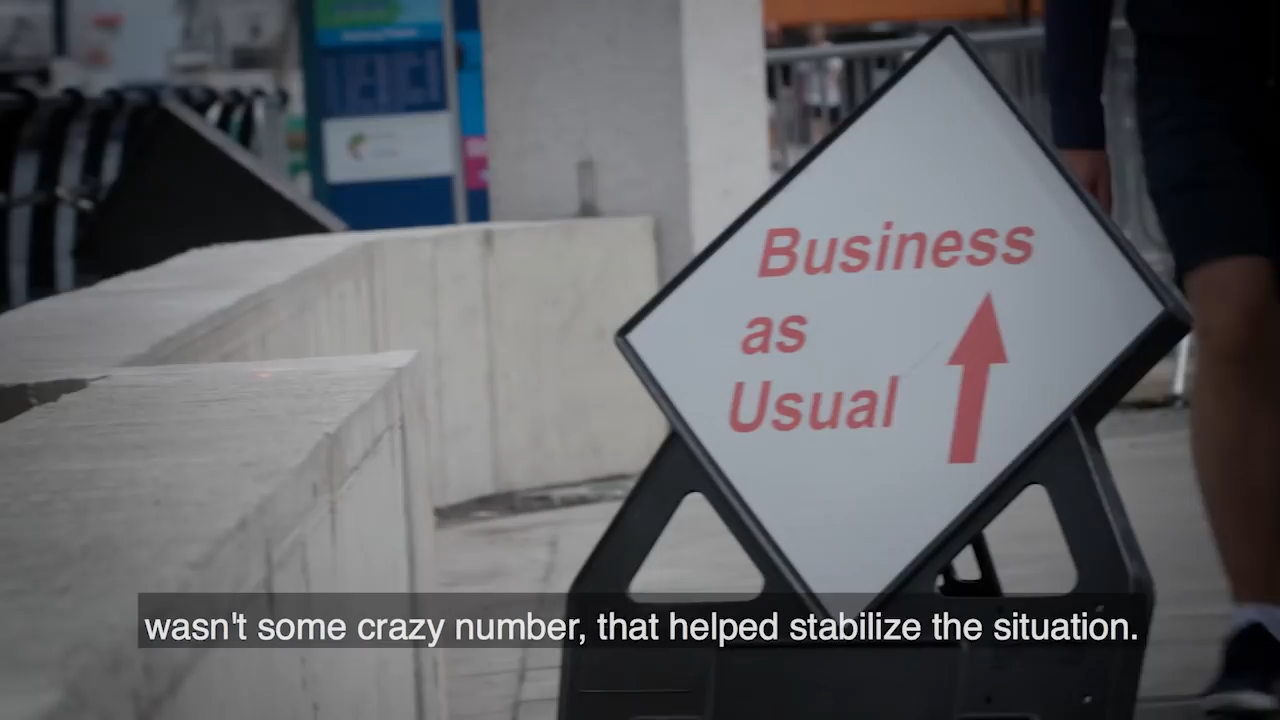 Business
as
Usual
wasn't some crazy number, that helped stabilize the situation.